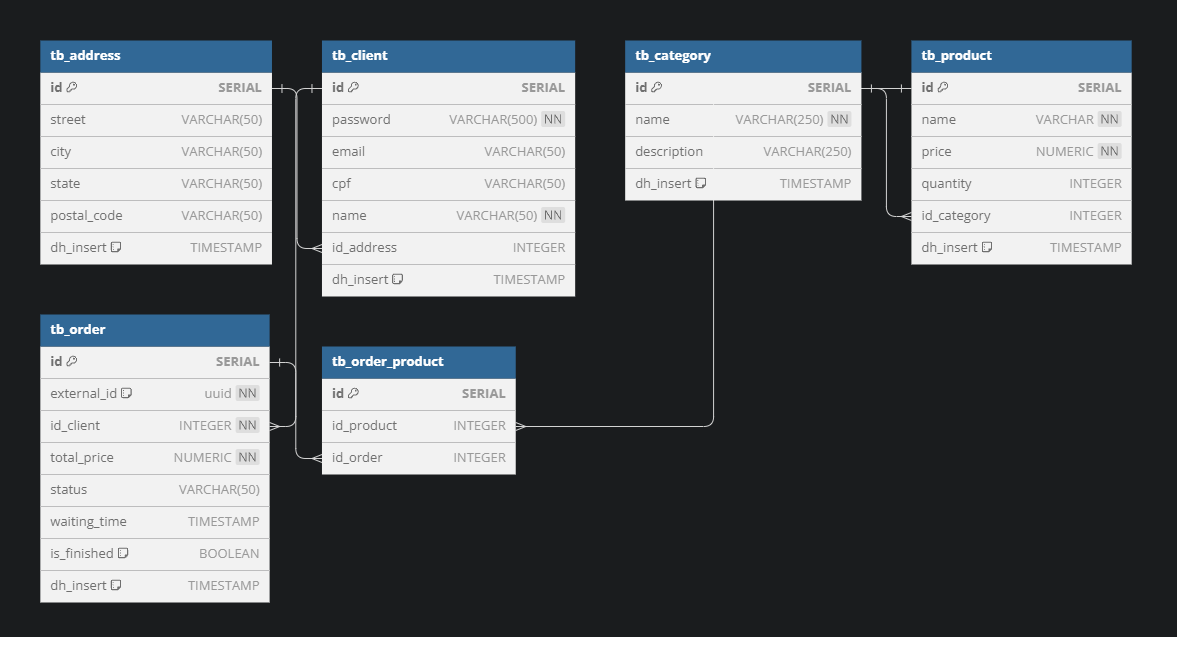 tb_address
id SERIAL
street VARCHAR(50)
city VARCHAR(50)
state VARCHAR(50)
postal_code VARCHAR(50)
dh_insert TIMESTAMP
tb_client
id SERIAL
password VARCHAR(500) NN
email VARCHAR(50)
cpf VARCHAR(50)
name VARCHAR(50) NN
id_address INTEGER
dh_insert TIMESTAMP
tb_category
id SERIAL
name VARCHAR(250) NN
description VARCHAR(250)
dh_insert TIMESTAMP
tb_product
id SERIAL
name VARCHAR NN
price NUMERIC NN
quantity INTEGER
id_category INTEGER
dh_insert TIMESTAMP
tb_order
id SERIAL
external_id uuid NN
id_client INTEGER NN
total_price NUMERIC NN
status VARCHAR(50)
waiting_time TIMESTAMP
is_finished BOOLEAN
dh_insert TIMESTAMP
tb_order_product
id SERIAL
id_product INTEGER
id_order INTEGER